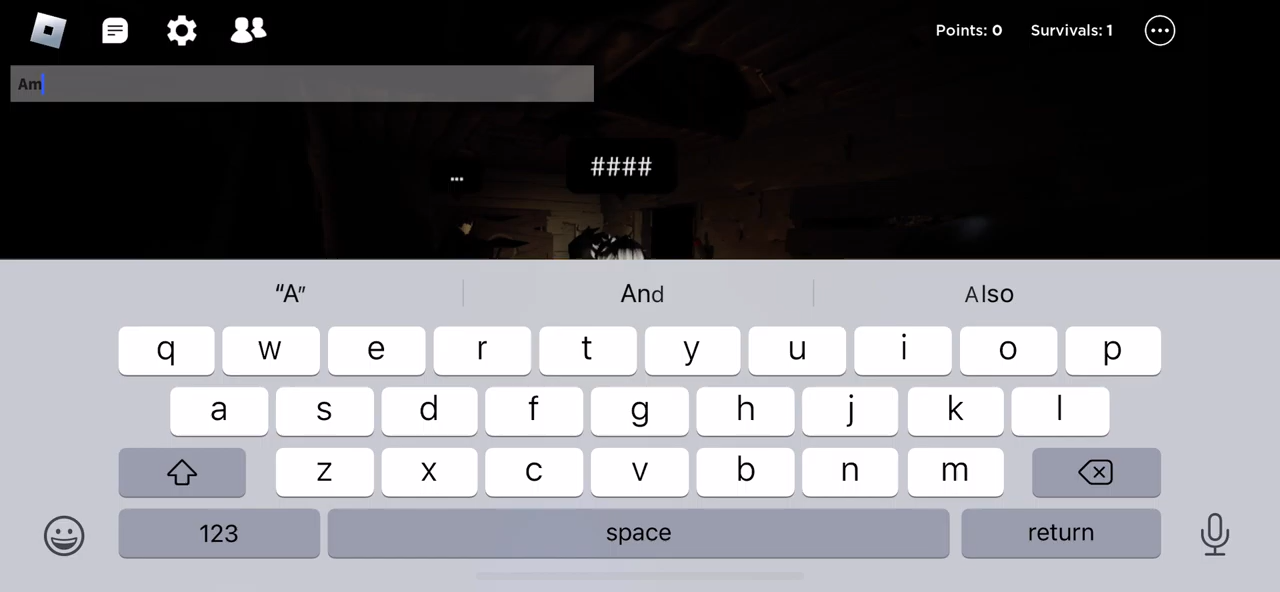 Points: 0 Survivals: 1
Am
####
...
“A” And Also
q w e r t y u i o p
a s d f g h j k l
z x c v b n m
123 space return